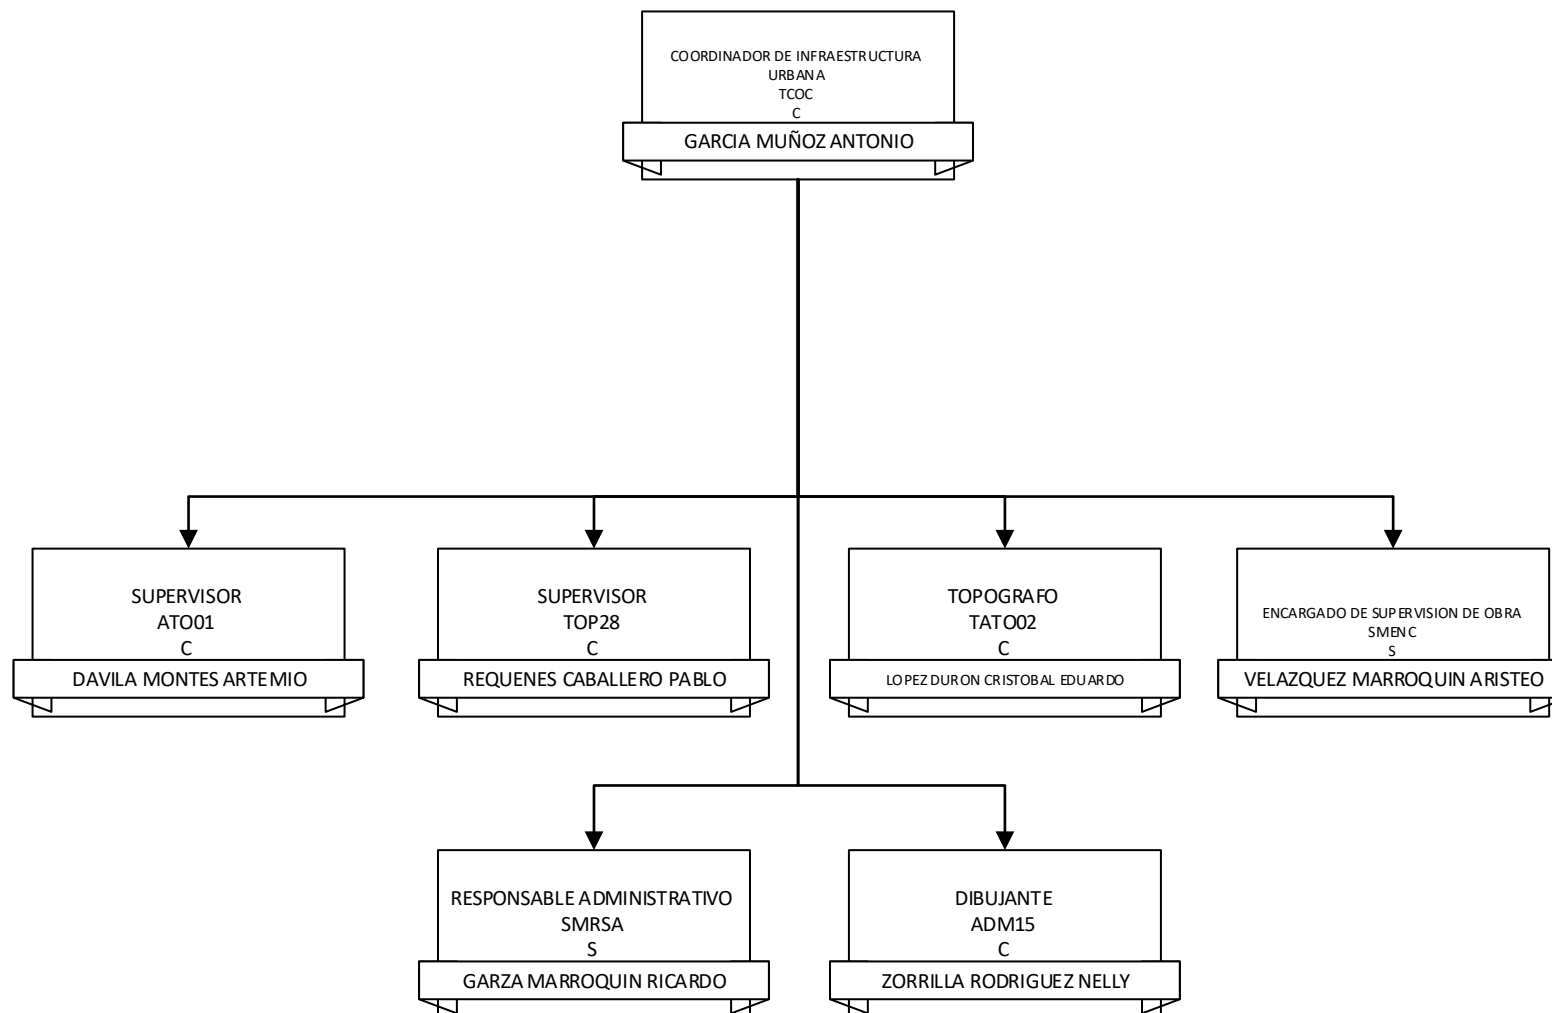 COORDINADOR DE INFRAESTRUCTURA
URBANA
TCOC
C
GARCIA MUÑOZ ANTONIO
SUPERVISOR
ATO01
C
DAVILA MONTES ARTEMIO
SUPERVISOR
TOP28
C
REQUENES CABALLERO PABLO
TOPOGRAFO
TATO02
C
LOPEZ DURON CRISTOBAL EDUARDO
ENCARGADO DE SUPERVISION DE OBRA
SMENC
S
VELAZQUEZ MARROQUIN ARISTEO
RESPONSABLE ADMINISTRATIVO
SMRSA
S
GARZA MARROQUIN RICARDO
DIBUJANTE
ADM15
C
ZORRILLA RODRIGUEZ NELLY